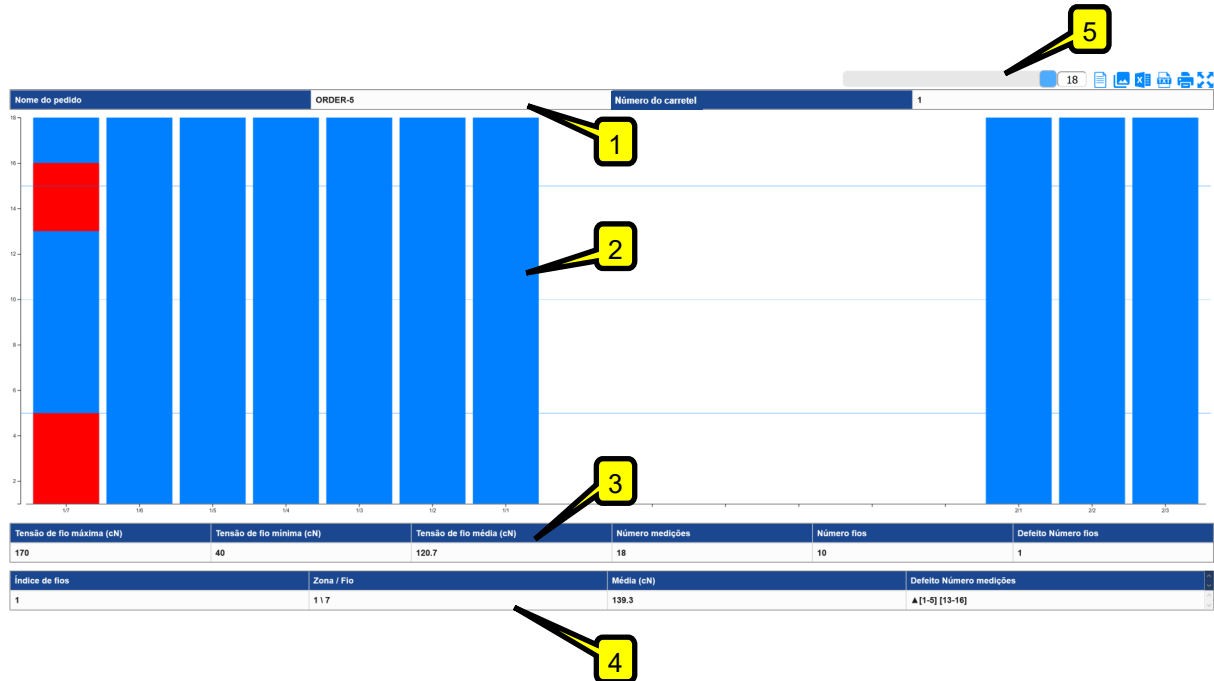 5
18 TXT
Nome do pedido ORDER-5 Número do carretel 1
1
18
16
14
12
10
8
6
4
2
2
3
1/7 1/6 1/5 1/4 1/3 1/2 1/1 2/1 2/2 2/3
Tensão de fio máxima (cN) Tensão de fio mínima (cN) Tensão de fio média (cN) Número medições Número fios Defeito Número fios
170 40 120.7 18 10 1
Índice de fios Zona / Fio Média (cN) Defeito Número medições
1 1 \ 7 139.3 ▲[1-5] [13-16]
4